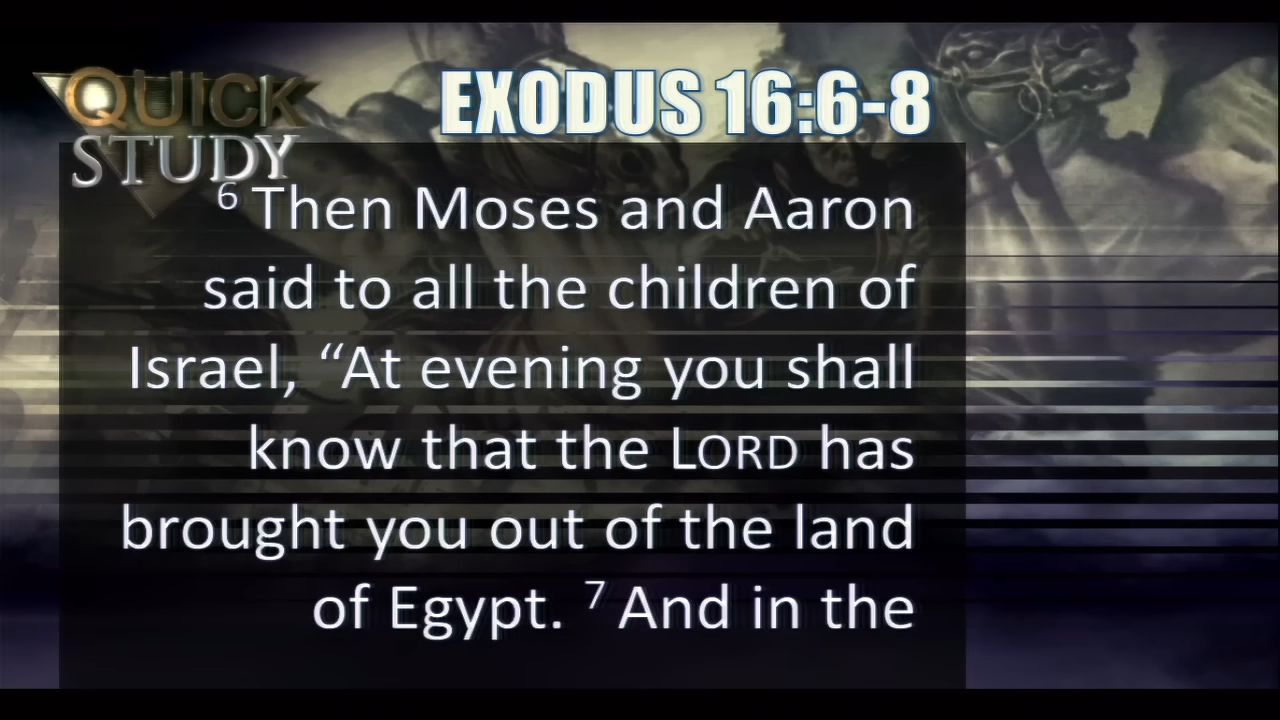 QUICK
STUDY
EXODUS 16:6-8
6 Then Moses and Aaron
said to all the children of
Israel, “At evening you shall
know that the LORD has
brought you out of the land
of Egypt. 7 And in the